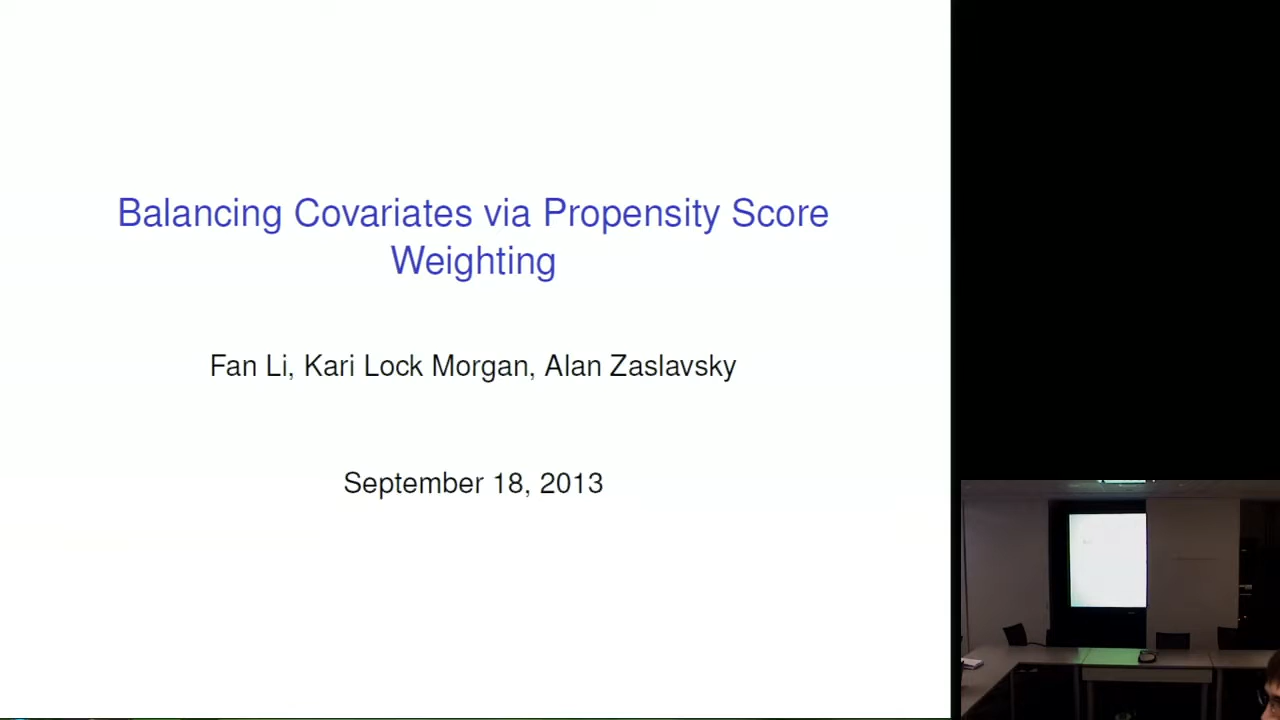 Balancing Covariates via Propensity Score
Weighting
Fan Li, Kari Lock Morgan, Alan Zaslavsky
September 18, 2013